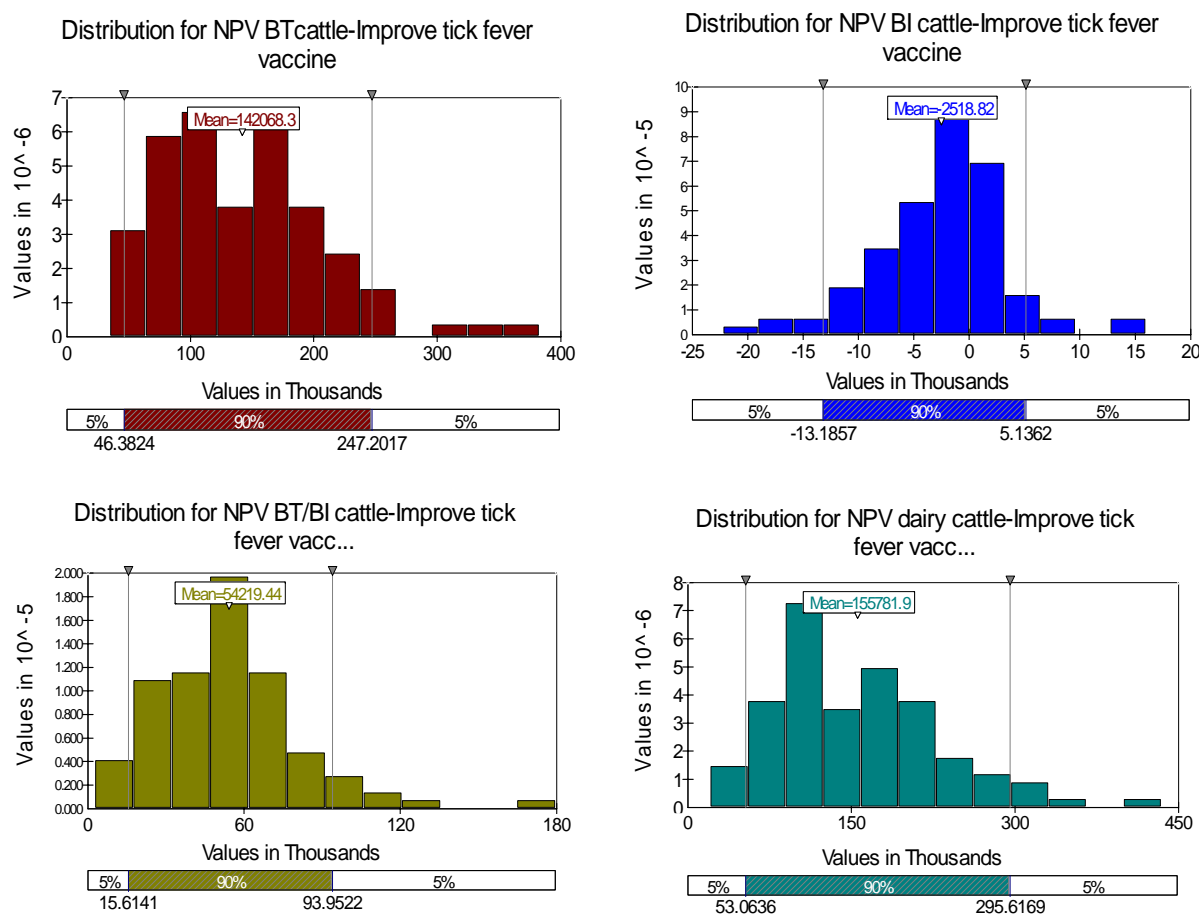 Distribution for NPV BTcattle-Improve tick fever
vaccine
Values in 10^ -6
7
6
5
4
3
2
1
0
Mean=142068.3
0 100 200 300 400
Values in Thousands
5% 90% 5%
46.3824 247.2017
Distribution for NPV BI cattle-Improve tick fever
vaccine
Values in 10^ -5
10
9
8
7
6
5
4
3
2
1
0
Mean=-2518.82
-25 -20 -15 -10 -5 0 5 10 15 20
Values in Thousands
5% 90% 5%
-13.1857 5.1362
Distribution for NPV BT/BI cattle-Improve tick
fever vacc...
Values in 10^ -5
2.000
1.800
1.600
1.400
1.200
1.000
0.800
0.600
0.400
0.200
0.000
Mean=54219.44
0 60 120 180
Values in Thousands
5% 90% 5%
15.6141 93.9522
Distribution for NPV dairy cattle-Improve tick
fever vacc...
Values in 10^ -6
8
7
6
5
4
3
2
1
0
Mean=155781.9
0 150 300 450
Values in Thousands
5% 90% 5%
53.0636 295.6169